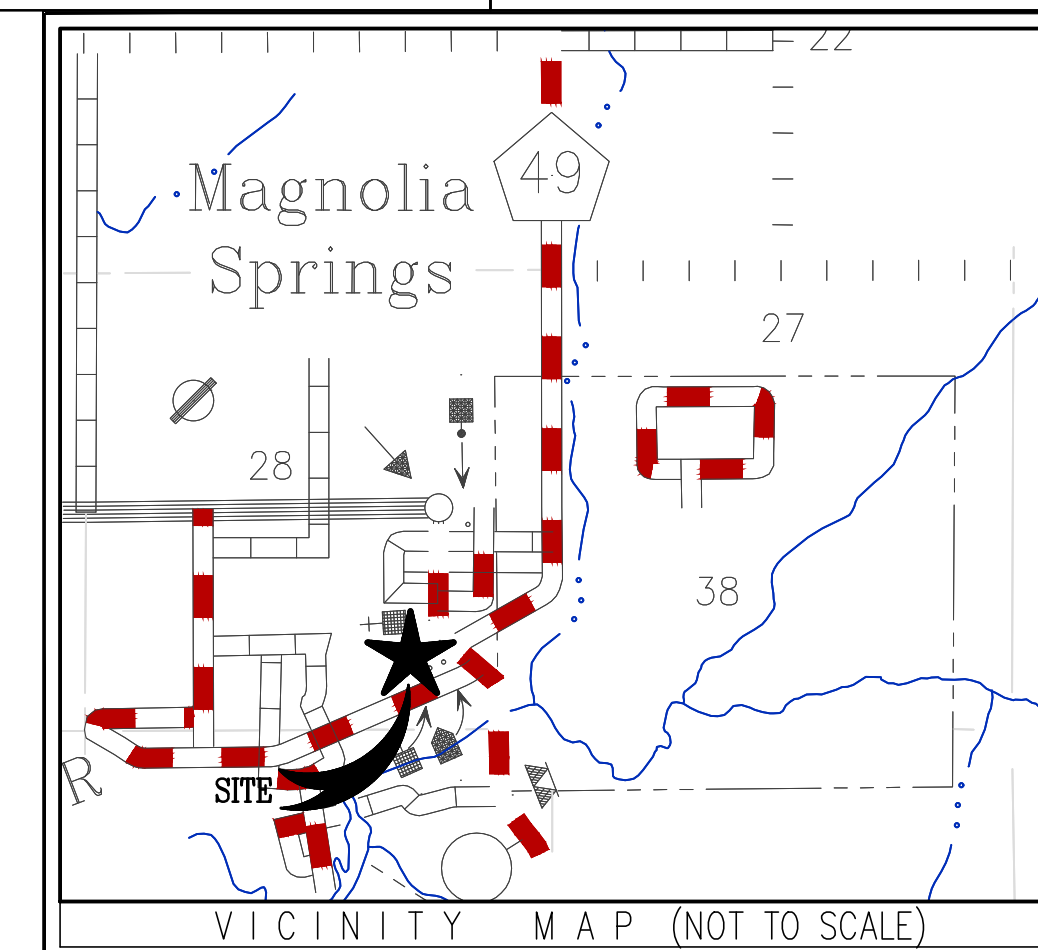 22
49
Magnolia
Springs
27
28
38
R
SITE
VICINITY MAP (NOT TO SCALE)